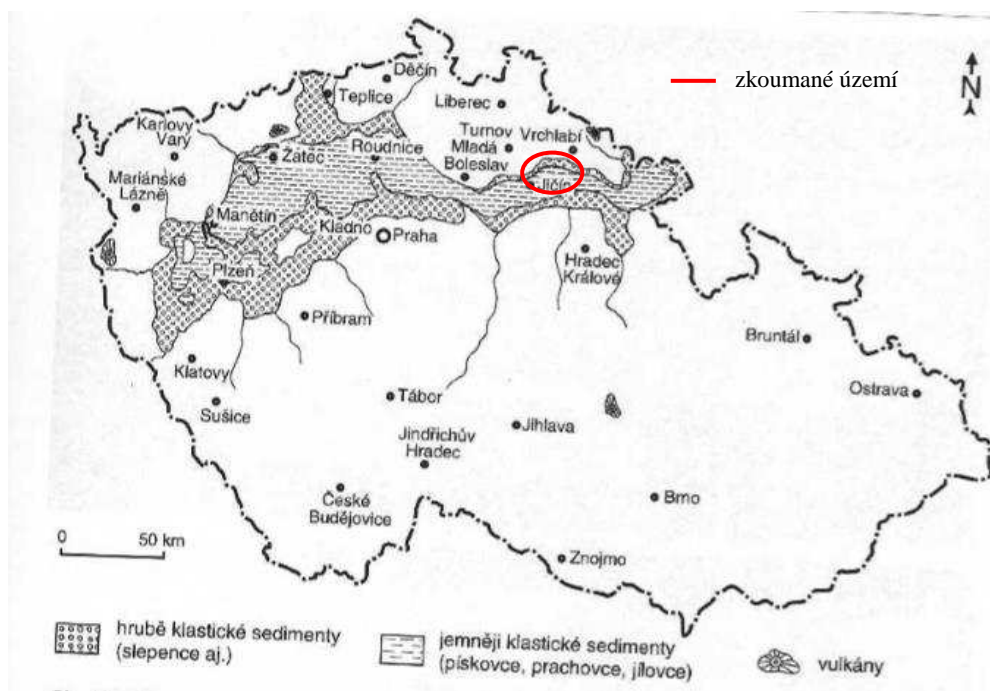 zkoumané území
N
Děčín
Teplice
Liberec
Karlovy
Vary
Turnov
Vrchlabí
Mladá
Boleslav
Žatec
Roudnice
Jičín
Mariánské
Lázně
Manětín
Kladno
Praha
Plzeň
Hradec
Králové
Příbram
Bruntál
Klatovy
Sušice
Tábor
Ostrava
Jihlava
Jindřichův
Hradec
České
Budějovice
Brno
Znojmo
0
50 km
hrubě klastické sedimenty
(slepence aj.)
jemněji klastické sedimenty
(pískovce, prachovce, jílovce)
vulkány